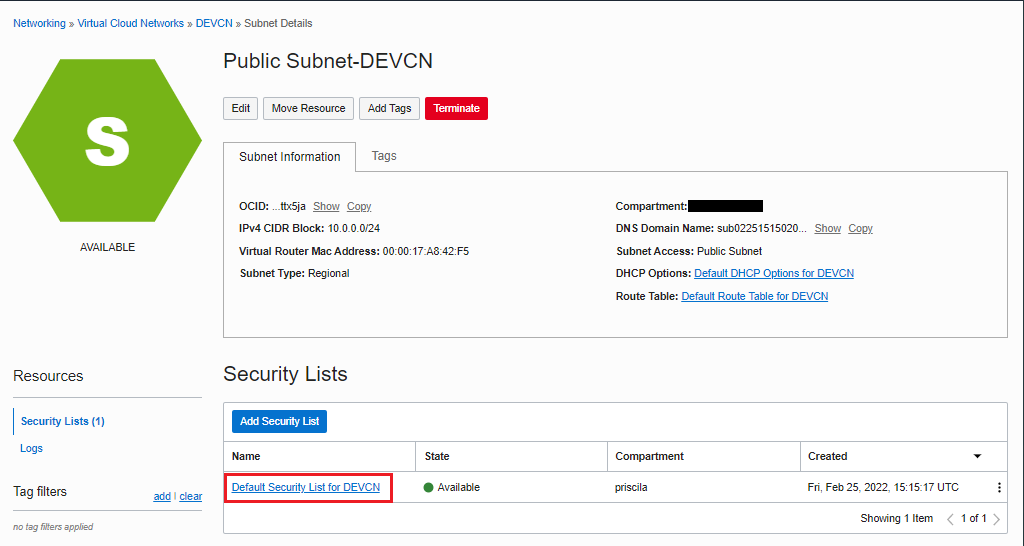 Networking » Virtual Cloud Networks » DEVCN » Subnet Details
S
AVAILABLE
Public Subnet-DEVCN
Edit Move Resource Add Tags Terminate
Subnet Information Tags
OCID: ...ttx5ja Show Copy
IPv4 CIDR Block: 10.0.0.0/24
Virtual Router Mac Address: 00:00:17:A8:42:F5
Subnet Type: Regional
Compartment:
DNS Domain Name: sub02251515020... Show Copy
Subnet Access: Public Subnet
DHCP Options: Default DHCP Options for DEVCN
Route Table: Default Route Table for DEVCN
Resources
Security Lists (1)
Logs
Tag filters add | clear
no tag filters applied
Security Lists
Add Security List
Name State Compartment Created
Default Security List for DEVCN Available priscila Fri, Feb 25, 2022, 15:15:17 UTC
Showing 1 Item 1 of 1